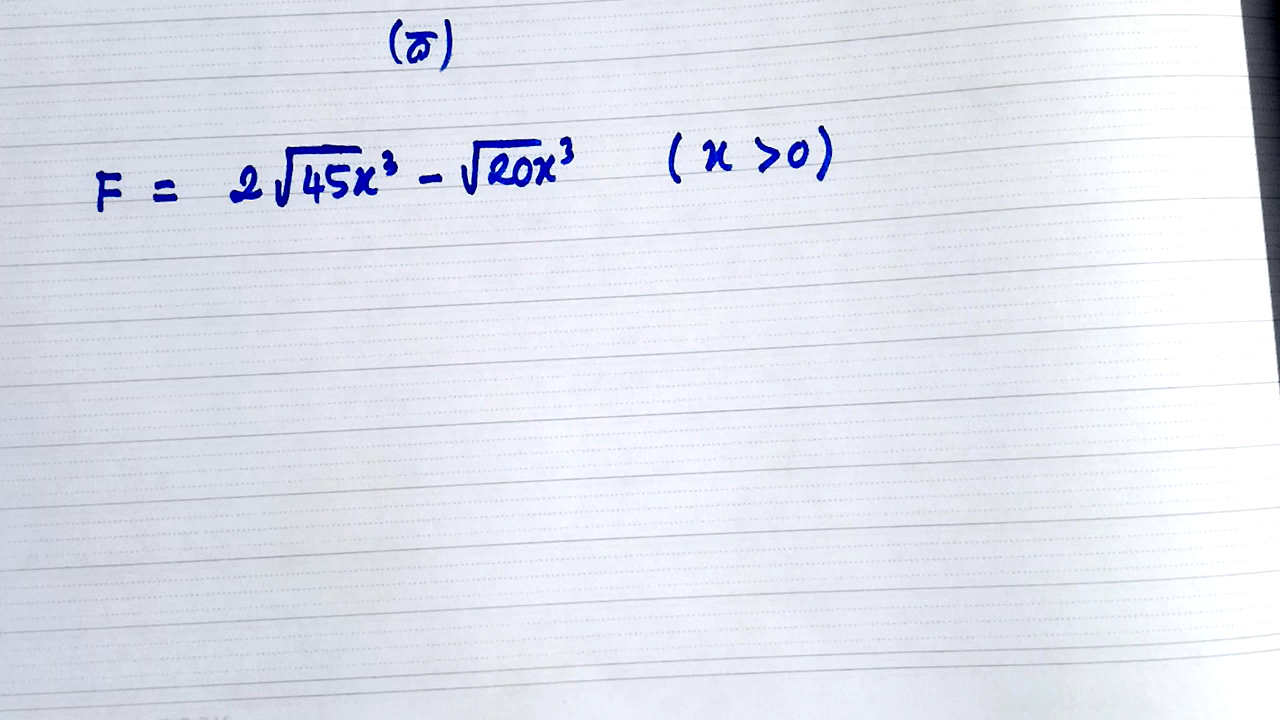 F = 2√45x³ - √20x³ (x > 0)